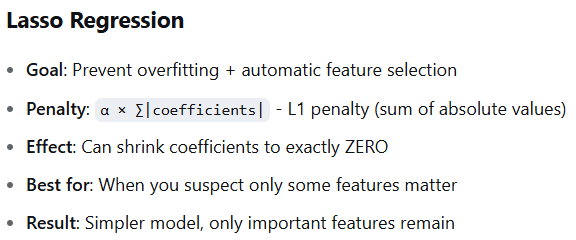 Lasso Regression
• Goal: Prevent overfitting + automatic feature selection
• Penalty: α × ∑|coefficients| - L1 penalty (sum of absolute values)
• Effect: Can shrink coefficients to exactly ZERO
• Best for: When you suspect only some features matter
• Result: Simpler model, only important features remain